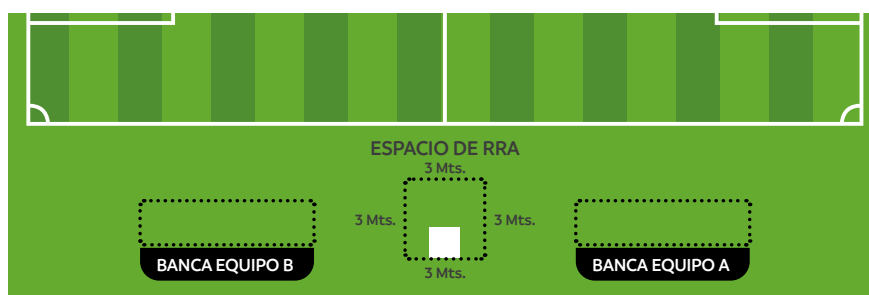 ESPACIO DE RRA
3 Mts.
3 Mts.
3 Mts.
3 Mts.
BANCA EQUIPO B
BANCA EQUIPO A